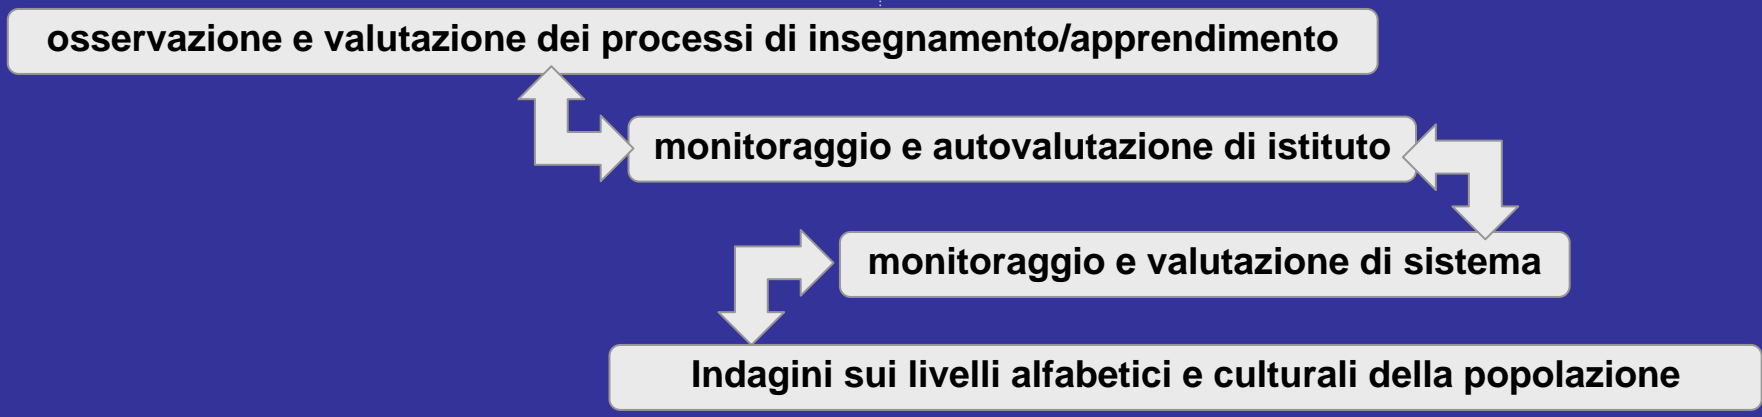 osservazione e valutazione dei processi di insegnamento/apprendimento
monitoraggio e autovalutazione di istituto
monitoraggio e valutazione di sistema
Indagini sui livelli alfabetici e culturali della popolazione